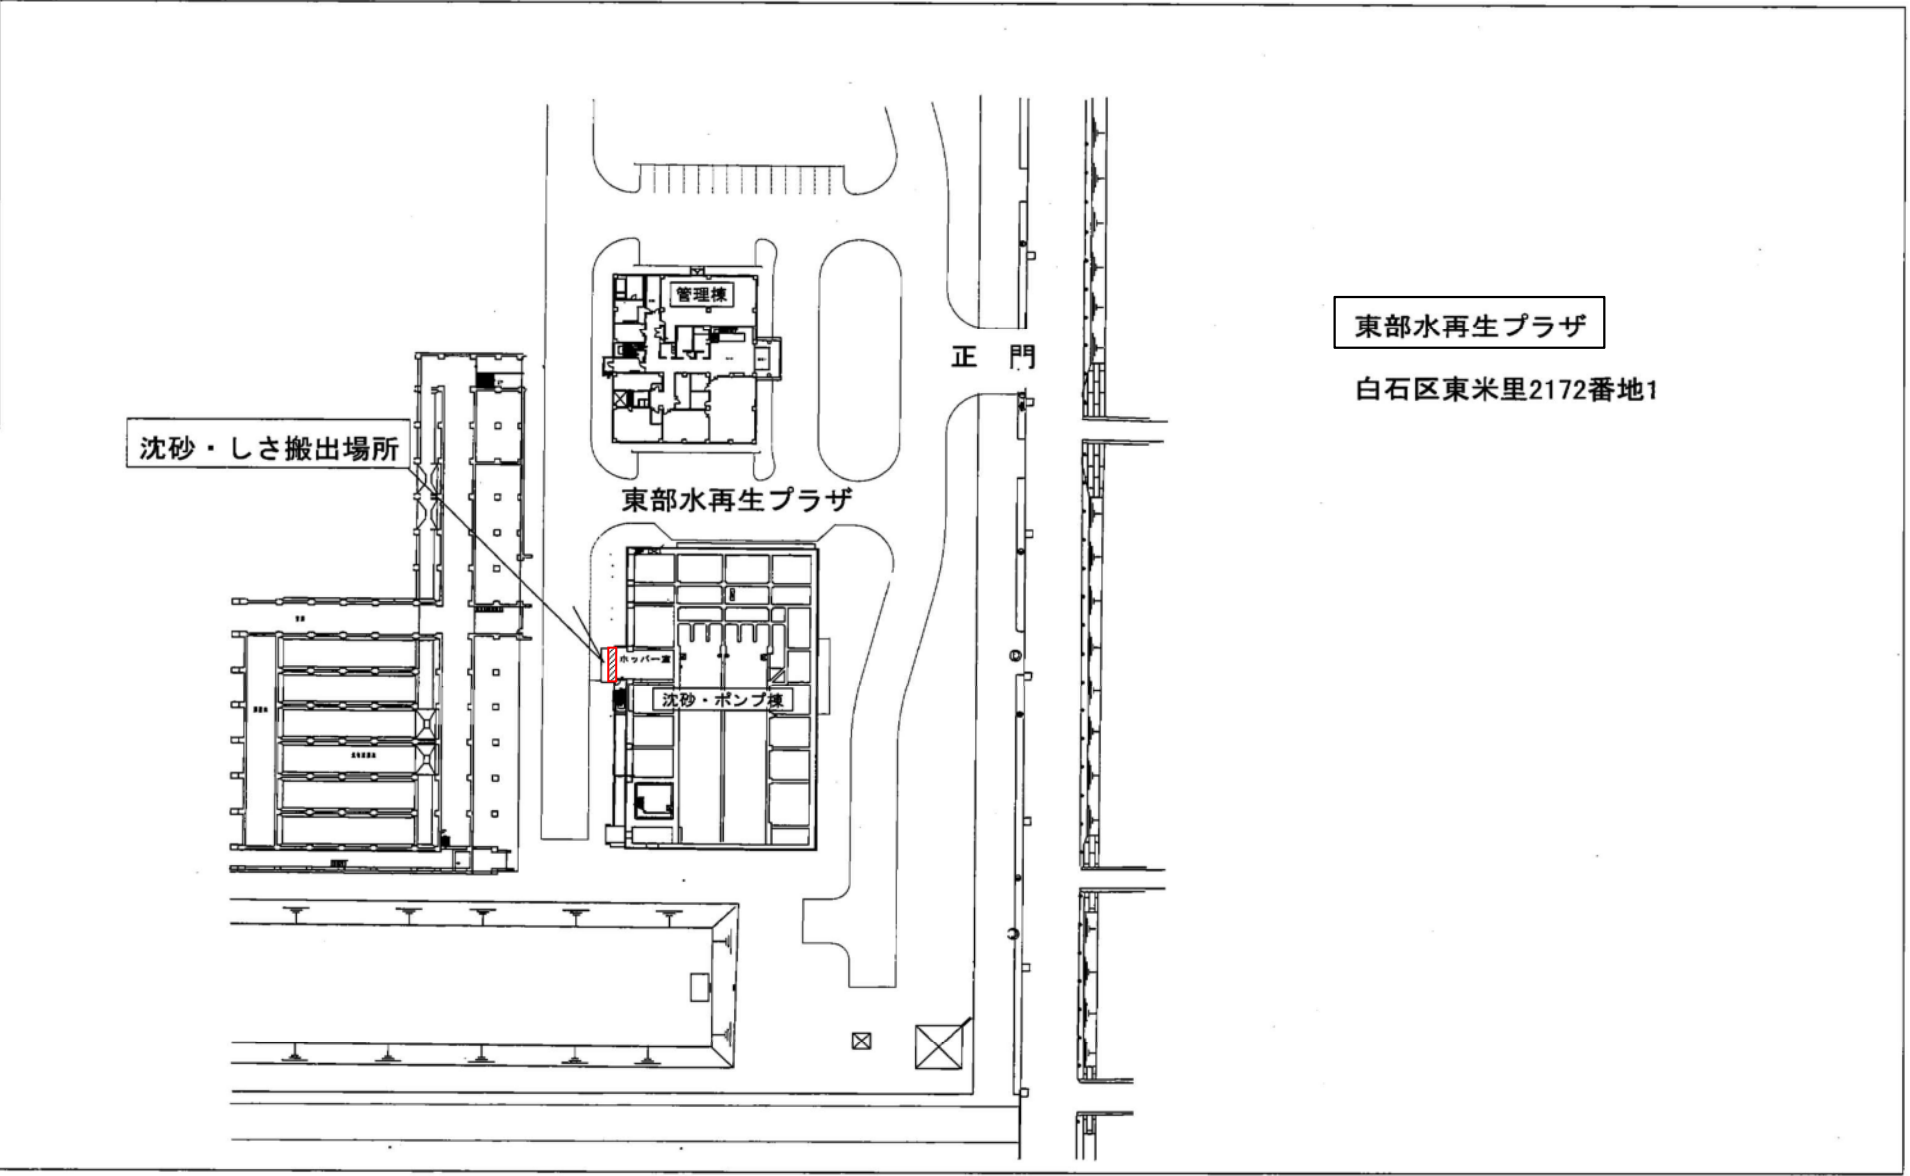 管理棟
東部水再生プラザ
正 門
白石区東米里2172番地1
沈砂・しさ搬出場所
東部水再生プラザ
ホッパー室
沈砂・ポンプ棟